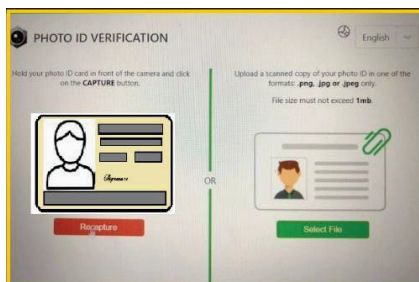 PHOTO ID VERIFICATION
English
Hold your photo ID card in front of the camera and click
on the CAPTURE button.
Upload a scanned copy of your photo ID in one of the
formats: .png, .jpg or .jpeg only.
File size must not exceed 1mb.
Signature
OR
Recapture
Select File